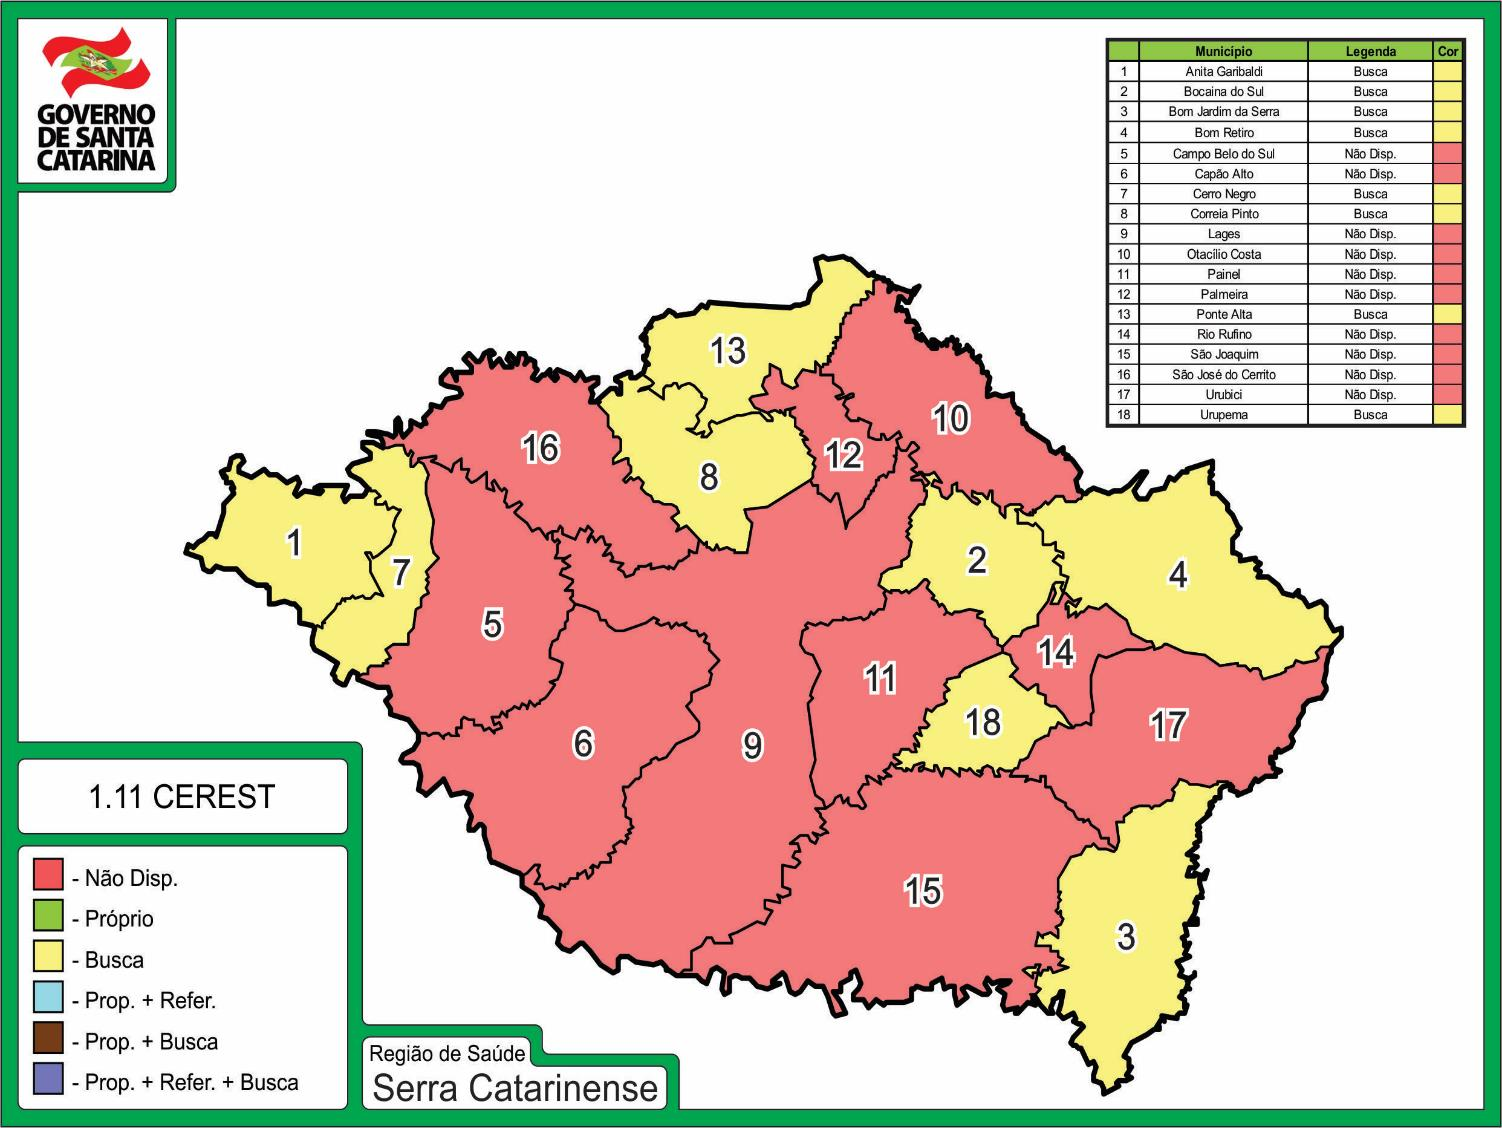 GOVERNO
DE SANTA
CATARINA
Município Legenda Cor
1 Anita Garibaldi Busca
2 Bocaina do Sul Busca
3 Bom Jardim da Serra Busca
4 Bom Retiro Busca
5 Campo Belo do Sul Não Disp.
6 Capão Alto Não Disp.
7 Cerro Negro Busca
8 Correia Pinto Busca
9 Lages Não Disp.
10 Otacílio Costa Não Disp.
11 Painel Não Disp.
12 Palmeira Não Disp.
13 Ponte Alta Busca
14 Rio Rufino Não Disp.
15 São Joaquim Não Disp.
16 São José do Cerrito Não Disp.
17 Urubici Não Disp.
18 Urupema Busca
13
10
16
12
8
1
2
7
4
5
14
11
18
17
6
9
15
3
1.11 CEREST
- Não Disp.
- Próprio
- Busca
- Prop. + Refer.
- Prop. + Busca
- Prop. + Refer. + Busca
Região de Saúde
Serra Catarinense